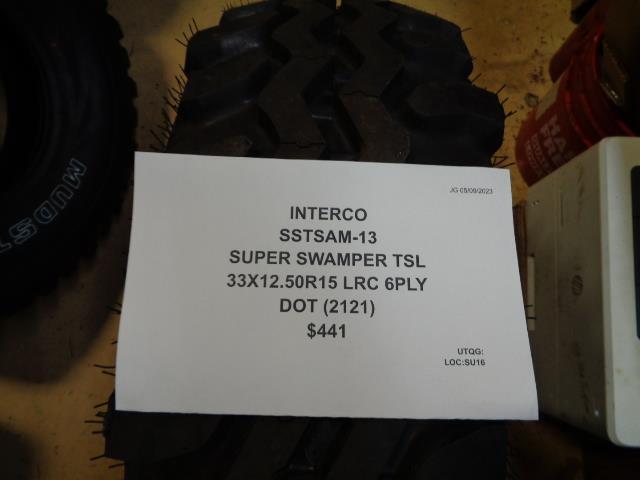 JG 05/09/2023
INTERCO
SSTSAM-13
SUPER SWAMPER TSL
33X12.50R15 LRC 6PLY
DOT (2121)
$441
UTQG:
LOC:SU16
MUDST